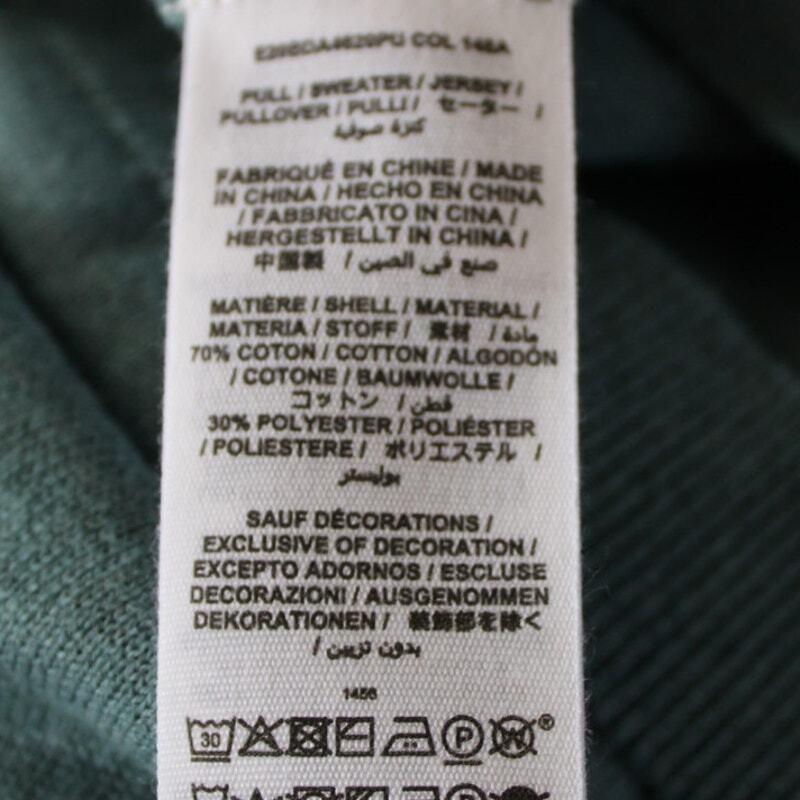 COL 148A
PULL / SWEATER / JERSEY /
PULLOVER / PULLI / セーター /
كنزة صوفية
FABRIQUÉ EN CHINE / MADE
IN CHINA / HECHO EN CHINA
/ FABBRICATO IN CINA /
HERGESTELLT IN CHINA /
中国製 / صنع في الصين
MATIÈRE / SHELL / MATERIAL /
MATERIA / STOFF / 素材 / مادة
70% COTON / COTTON / ALGODÓN
/ COTONE / BAUMWOLLE /
コットン / قطن
30% POLYESTER / POLIÉSTER
/ POLIESTERE / ポリエステル /
بوليستر
SAUF DÉCORATIONS /
EXCLUSIVE OF DECORATION /
EXCEPTO ADORNOS / ESCLUSE
DECORAZIONI / AUSGENOMMEN
DEKORATIONEN / 装飾部を除く
/ بدون تزيين
1456
30 P W ®